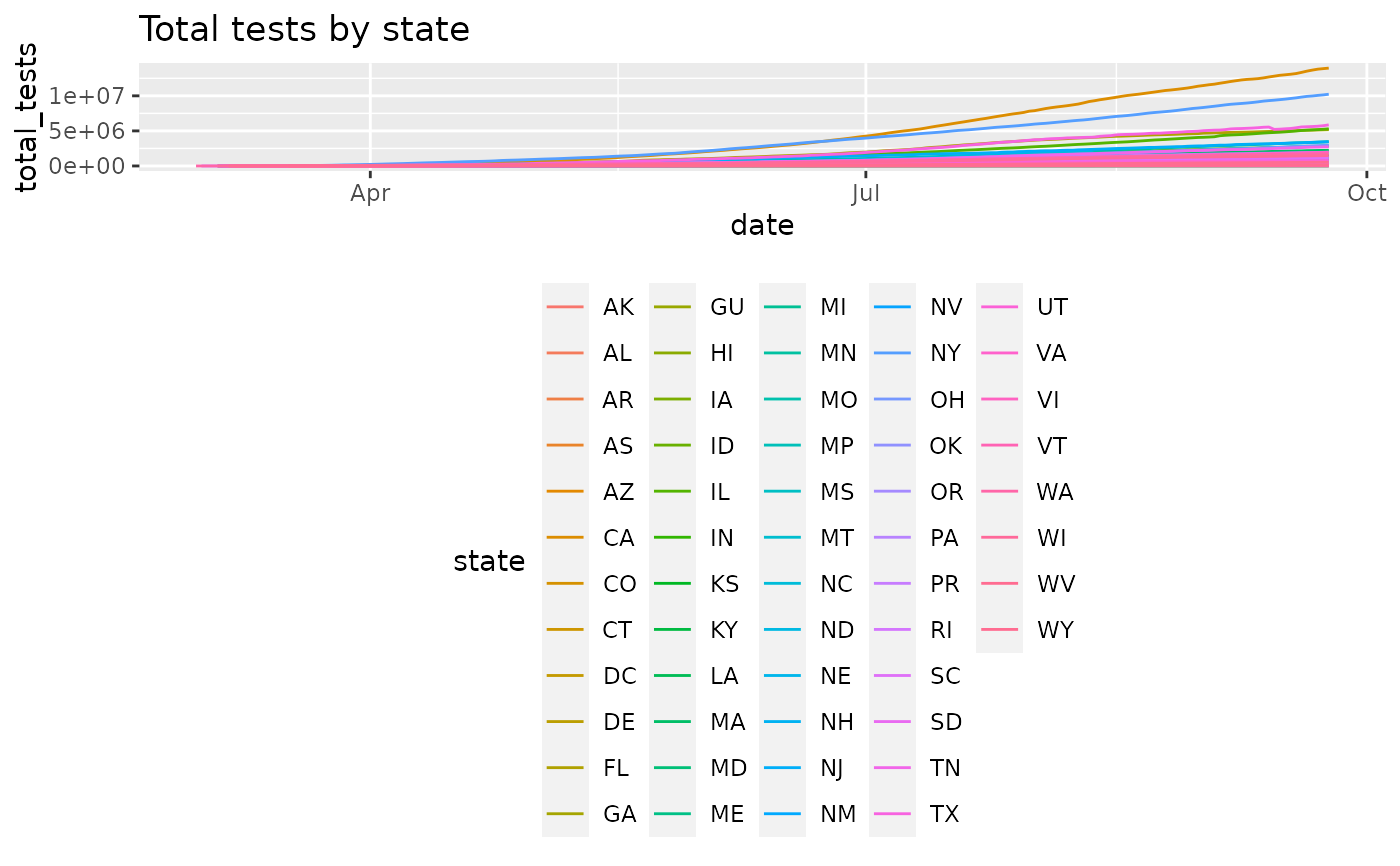 Total tests by state
total_tests
1e+07
5e+06
0e+00
Apr Jul Oct
date
state
AK GU MI NV UT
AL HI MN NY VA
AR IA MO OH VI
AS ID MP OK VT
AZ IL MS OR WA
CA IN MT PA WI
CO KS NC PR WV
CT KY ND RI WY
DC LA NE SC
DE MA NH SD
FL MD NJ TN
GA ME NM TX